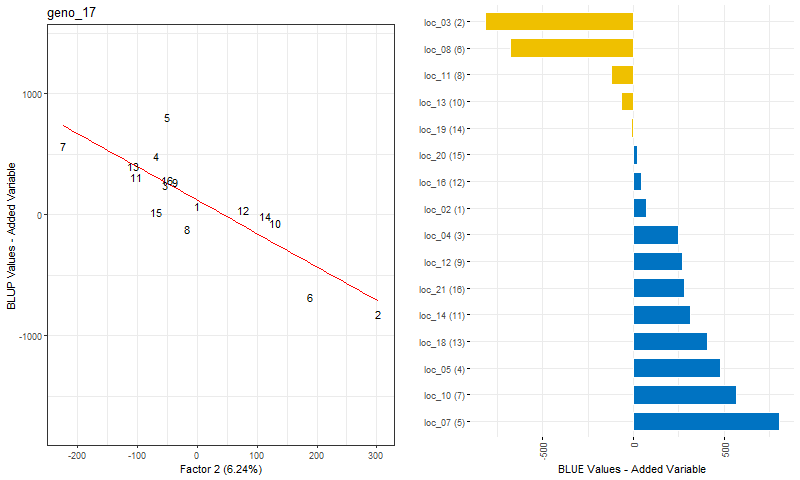 geno_17
BLUP Values - Added Variable
1000
0
-1000
5
7
4
13
11
16
9
3
15
1
12
14
10
8
6
2
-200
-100
0
100
200
300
Factor 2 (6.24%)
loc_03 (2)
loc_08 (6)
loc_11 (8)
loc_13 (10)
loc_19 (14)
loc_20 (15)
loc_16 (12)
loc_02 (1)
loc_04 (3)
loc_12 (9)
loc_21 (16)
loc_14 (11)
loc_18 (13)
loc_05 (4)
loc_10 (7)
loc_07 (5)
-500
0
500
BLUE Values - Added Variable